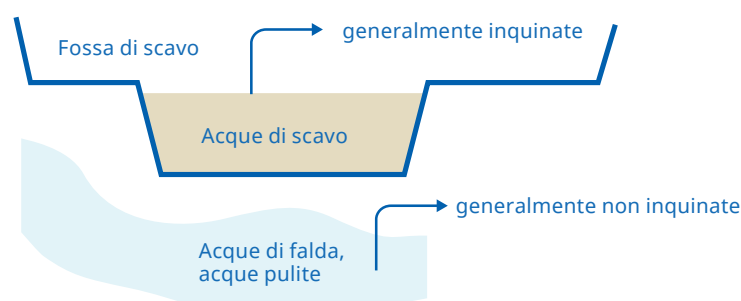 generalmente inquinate
Fossa di scavo
Acque di scavo
generalmente non inquinate
Acque di falda,
acque pulite